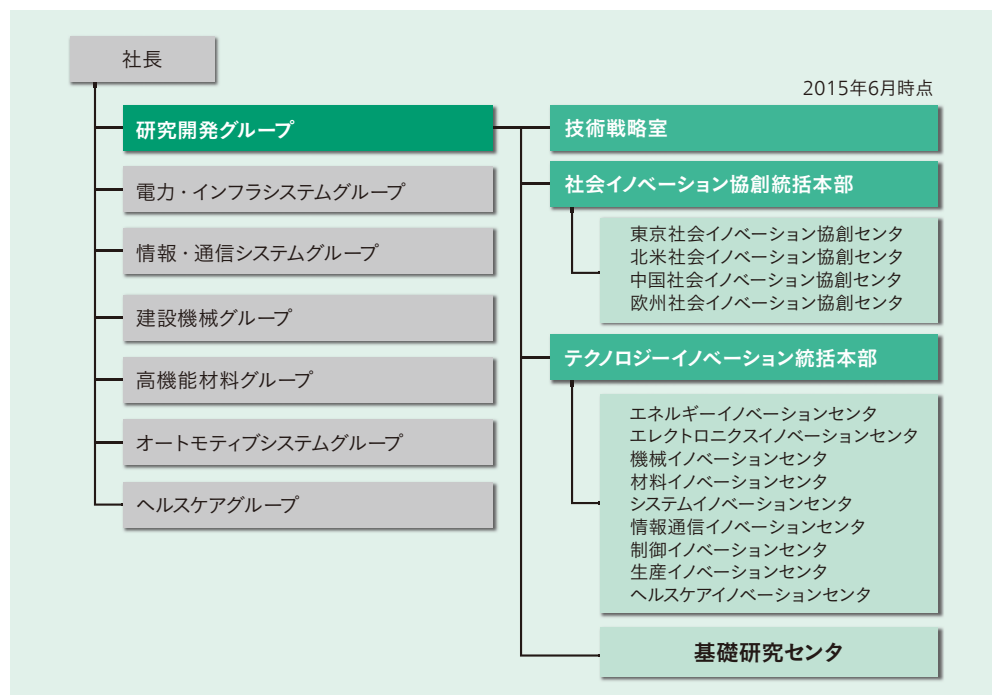 社長
2015年6月時点
研究開発グループ
電力・インフラシステムグループ
情報・通信システムグループ
建設機械グループ
高機能材料グループ
オートモティブシステムグループ
ヘルスケアグループ
技術戦略室
社会イノベーション協創統括本部
東京社会イノベーション協創センタ
北米社会イノベーション協創センタ
中国社会イノベーション協創センタ
欧州社会イノベーション協創センタ
テクノロジーイノベーション統括本部
エネルギーイノベーションセンタ
エレクトロニクスイノベーションセンタ
機械イノベーションセンタ
材料イノベーションセンタ
システムイノベーションセンタ
情報通信イノベーションセンタ
制御イノベーションセンタ
生産イノベーションセンタ
ヘルスケアイノベーションセンタ
基礎研究センタ